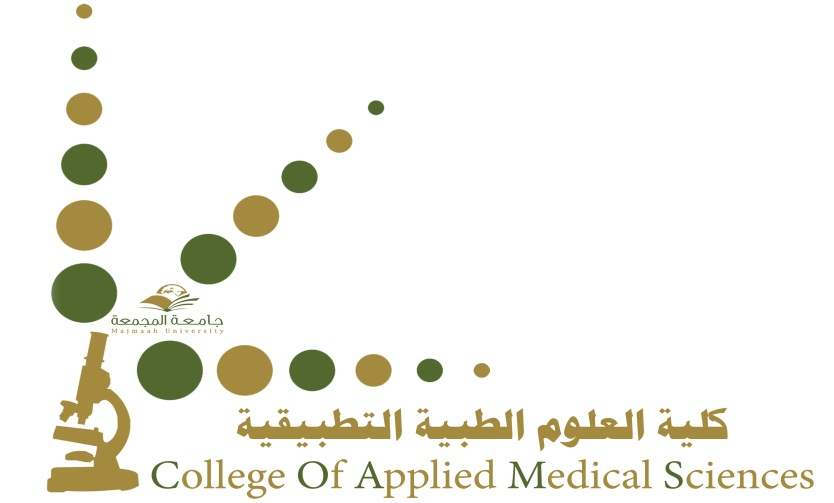 جامعة المجمعة
Majmaah University
كلية العلوم الطبية التطبيقية
College Of Applied Medical Sciences